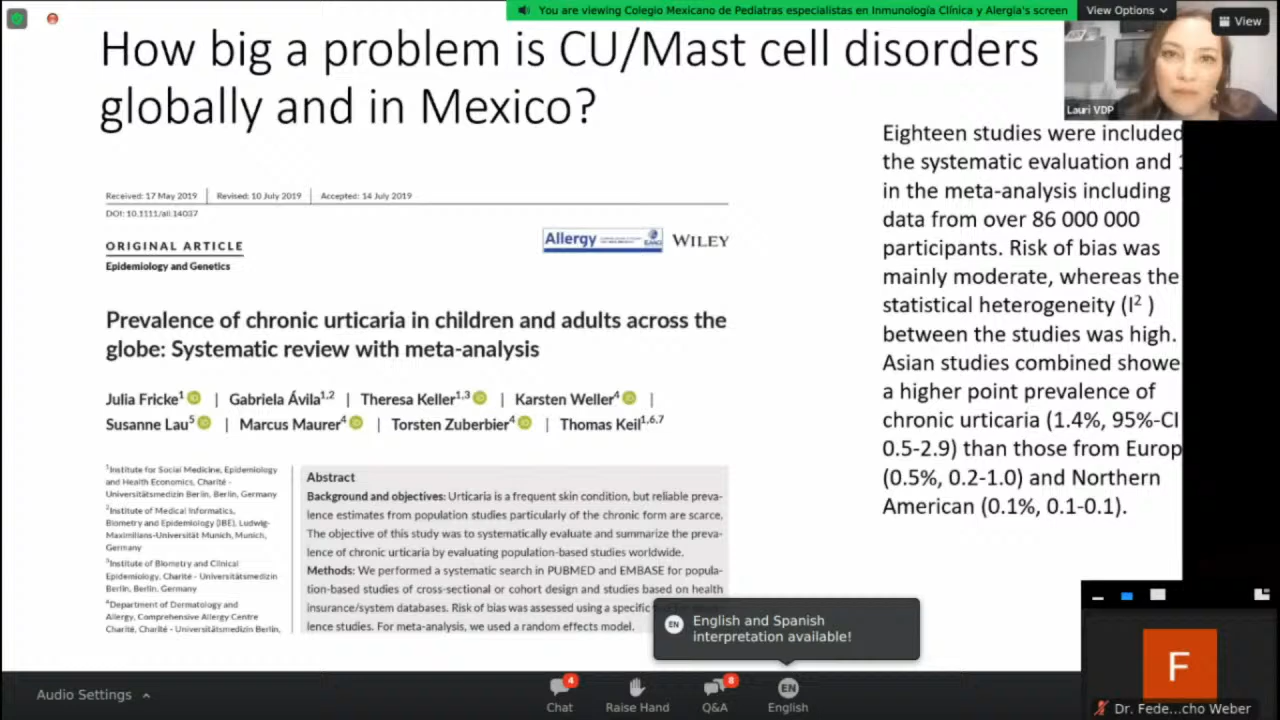 You are viewing Colegio Mexicano de Pediatras especialistas en Inmunología Clínica y Alergia's screen
View Options
View
How big a problem is CU/Mast cell disorders
globally and in Mexico?
Lauri VDP
Received: 17 May 2019 | Revised: 10 July 2019 | Accepted: 14 July 2019
DOI: 10.1111/all.14037
ORIGINAL ARTICLE
Epidemiology and Genetics
Allergy
EAACI
WILEY
Prevalence of chronic urticaria in children and adults across the
globe: Systematic review with meta-analysis
Julia Fricke1 | Gabriela Ávila1,2 | Theresa Keller1,3 | Karsten Weller4 |
Susanne Lau5 | Marcus Maurer4 | Torsten Zuberbier4 | Thomas Keil1,6,7
1Institute for Social Medicine, Epidemiology
and Health Economics, Charité -
Universitätsmedizin Berlin, Berlin, Germany
2Institute of Medical Informatics,
Biometry and Epidemiology (IBE), Ludwig-
Maximilians-Universität Munich, Munich,
Germany
3Institute of Biometry and Clinical
Epidemiology, Charité - Universitätsmedizin
Berlin, Berlin, Germany
4Department of Dermatology and
Allergy, Comprehensive Allergy Centre
Charité, Charité - Universitätsmedizin Berlin,
Abstract
Background and objectives: Urticaria is a frequent skin condition, but reliable preva-
lence estimates from population studies particularly of the chronic form are scarce.
The objective of this study was to systematically evaluate and summarize the preva-
lence of chronic urticaria by evaluating population-based studies worldwide.
Methods: We performed a systematic search in PUBMED and EMBASE for popula-
tion-based studies of cross-sectional or cohort design and studies based on health
insurance/system databases. Risk of bias was assessed using a specific
lence studies. For meta-analysis, we used a random effects model.
Eighteen studies were included
the systematic evaluation and 1
in the meta-analysis including
data from over 86 000 000
participants. Risk of bias was
mainly moderate, whereas the
statistical heterogeneity (I2 )
between the studies was high.
Asian studies combined showe
a higher point prevalence of
chronic urticaria (1.4%, 95%-CI
0.5-2.9) than those from Europ
(0.5%, 0.2-1.0) and Northern
American (0.1%, 0.1-0.1).
EN
English and Spanish
interpretation available!
Audio Settings
4
Chat
Raise Hand
8
Q&A
EN
English
F
Dr. Fede...cho Weber